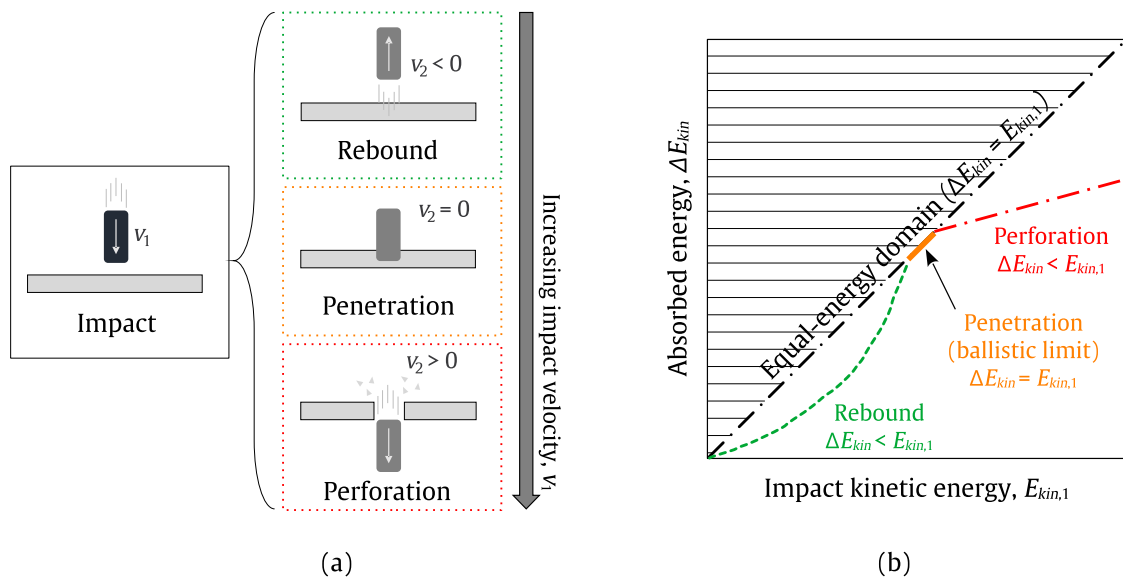 v1
Impact
v2 < 0
Rebound
v2 = 0
Penetration
v2 > 0
Perforation
Increasing impact velocity, v1
(a)
Absorbed energy, ΔEkin
Equal-energy domain (ΔEkin = Ekin,1)
Perforation
ΔEkin < Ekin,1
Penetration
(ballistic limit)
ΔEkin = Ekin,1
Rebound
ΔEkin < Ekin,1
Impact kinetic energy, Ekin,1
(b)